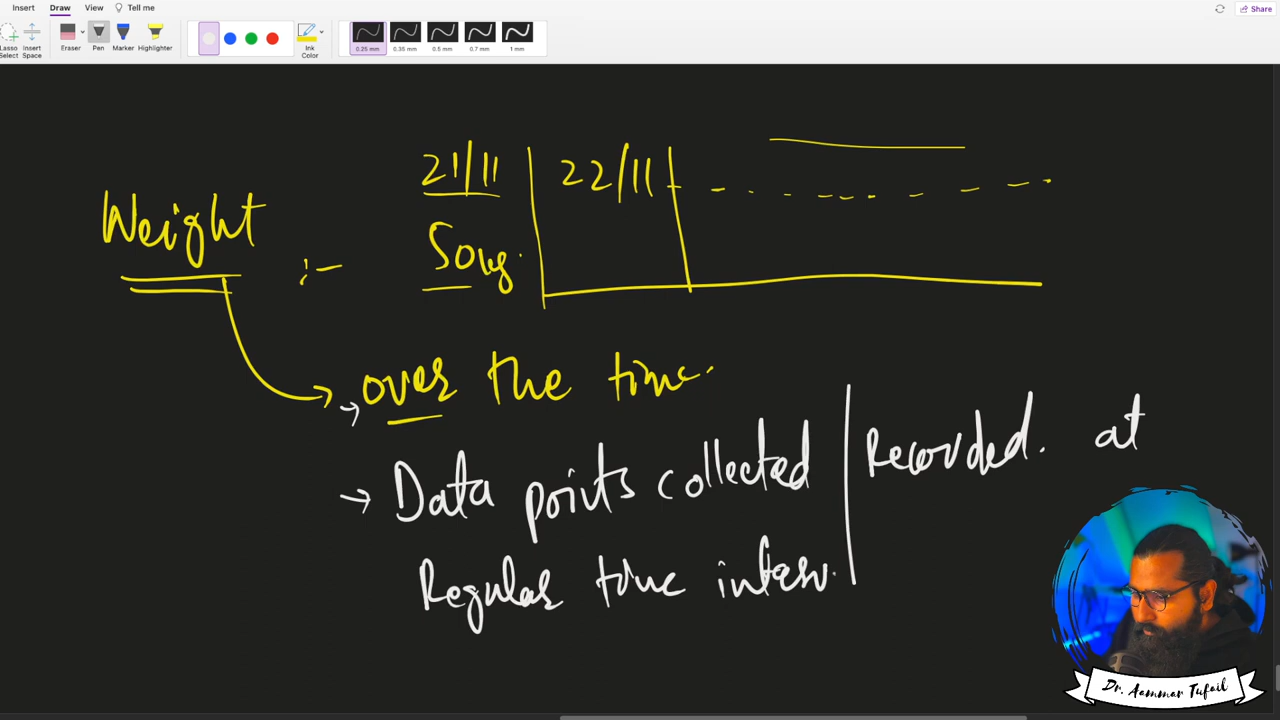 Insert Draw View Tell me
Share
Lasso Select Insert Space Eraser Pen Marker Highlighter Ink Color 0.25 mm 0.35 mm 0.5 mm 0.7 mm 1 mm
21/11 22/11
Weight :- 50kg.
over the time.
→ Data points collected | Recorded. at
Regular time interv.
Dr. Aammar Tufail